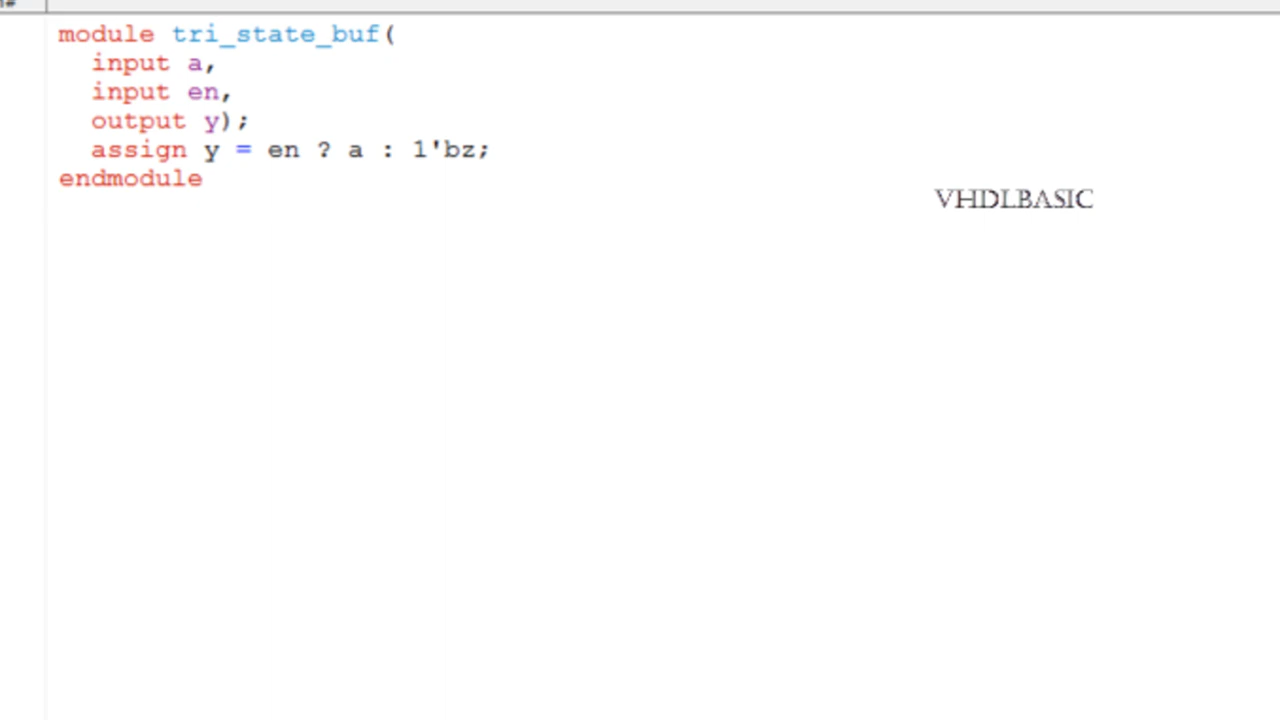 module tri_state_buf(
input a,
input en,
output y);
assign y = en ? a : 1'bz;
endmodule
VHDLBASIC